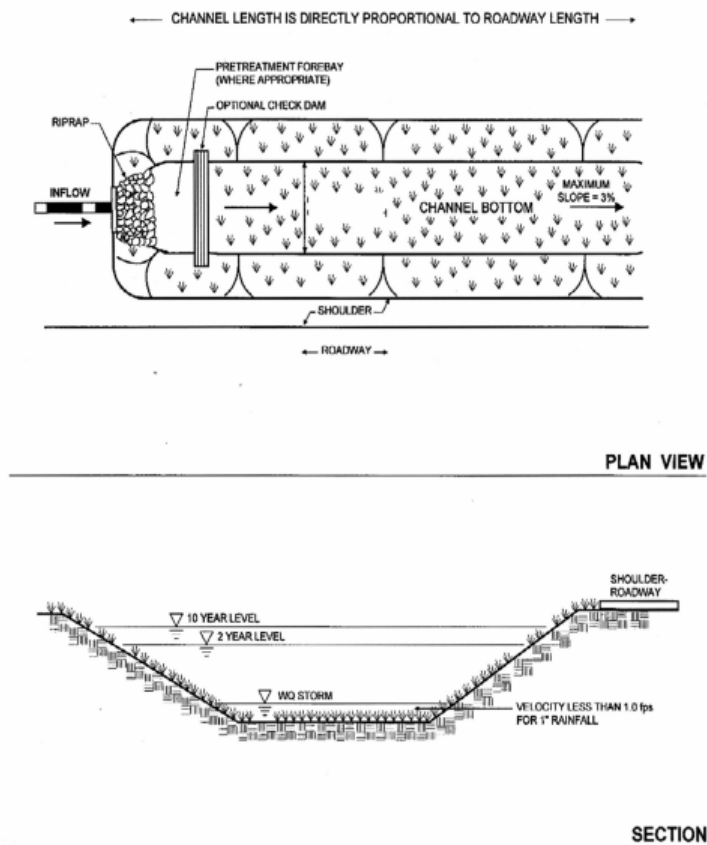 CHANNEL LENGTH IS DIRECTLY PROPORTIONAL TO ROADWAY LENGTH
PRETREATMENT FOREBAY
(WHERE APPROPRIATE)
OPTIONAL CHECK DAM
RIPRAP
INFLOW
MAXIMUM
SLOPE = 3%
CHANNEL BOTTOM
SHOULDER
ROADWAY
PLAN VIEW
SHOULDER-
ROADWAY
10 YEAR LEVEL
2 YEAR LEVEL
WQ STORM
VELOCITY LESS THAN 1.0 fps
FOR 1" RAINFALL
SECTION